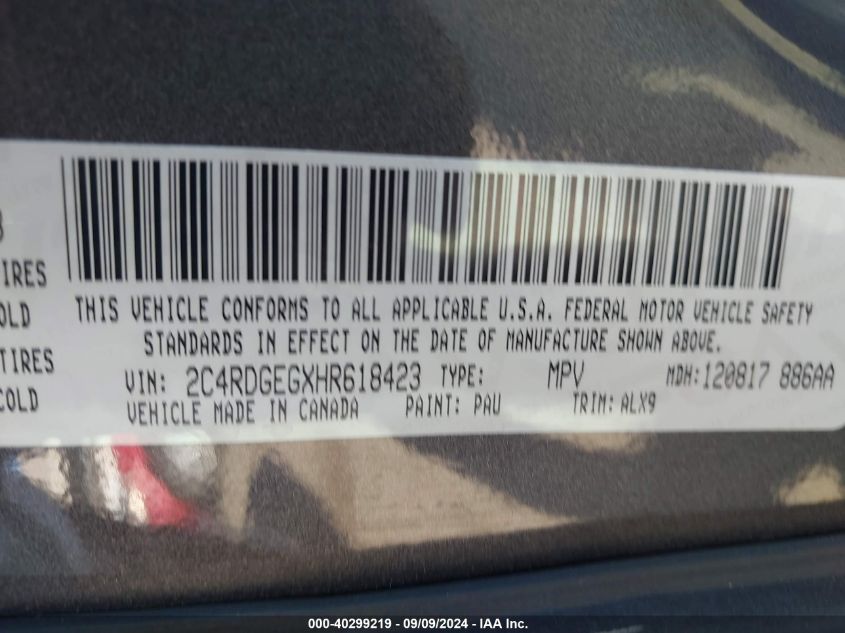 IRES
OLD
TIRES
COLD
THIS VEHICLE CONFORMS TO ALL APPLICABLE U.S.A. FEDERAL MOTOR VEHICLE SAFETY
STANDARDS IN EFFECT ON THE DATE OF MANUFACTURE SHOWN ABOVE.
VIN: 2C4RDGEGXHR618423 TYPE: MPV MDH: 120817 886AA
VEHICLE MADE IN CANADA PAINT: PAU TRIM: ALX9
000-40299219 - 09/09/2024 - IAA Inc.